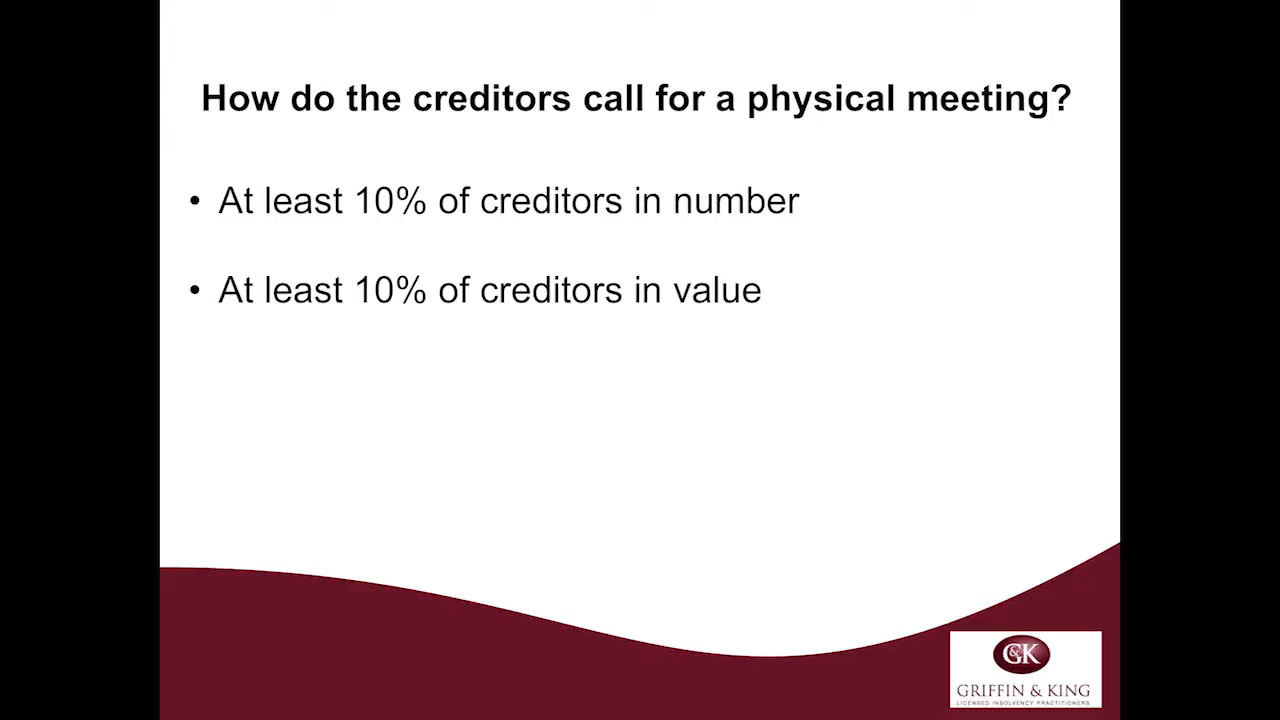 How do the creditors call for a physical meeting?
• At least 10% of creditors in number
• At least 10% of creditors in value
G&K
GRIFFIN & KING
LICENSED INSOLVENCY PRACTITIONERS